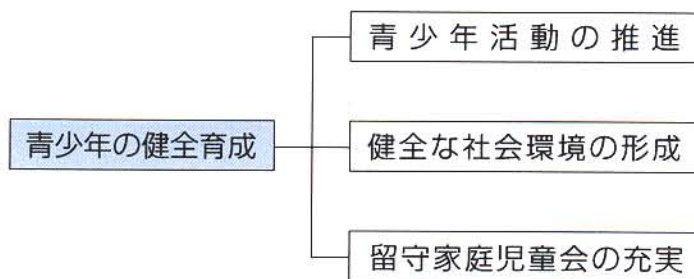 青少年の健全育成
青少年活動の推進
健全な社会環境の形成
留守家庭児童会の充実